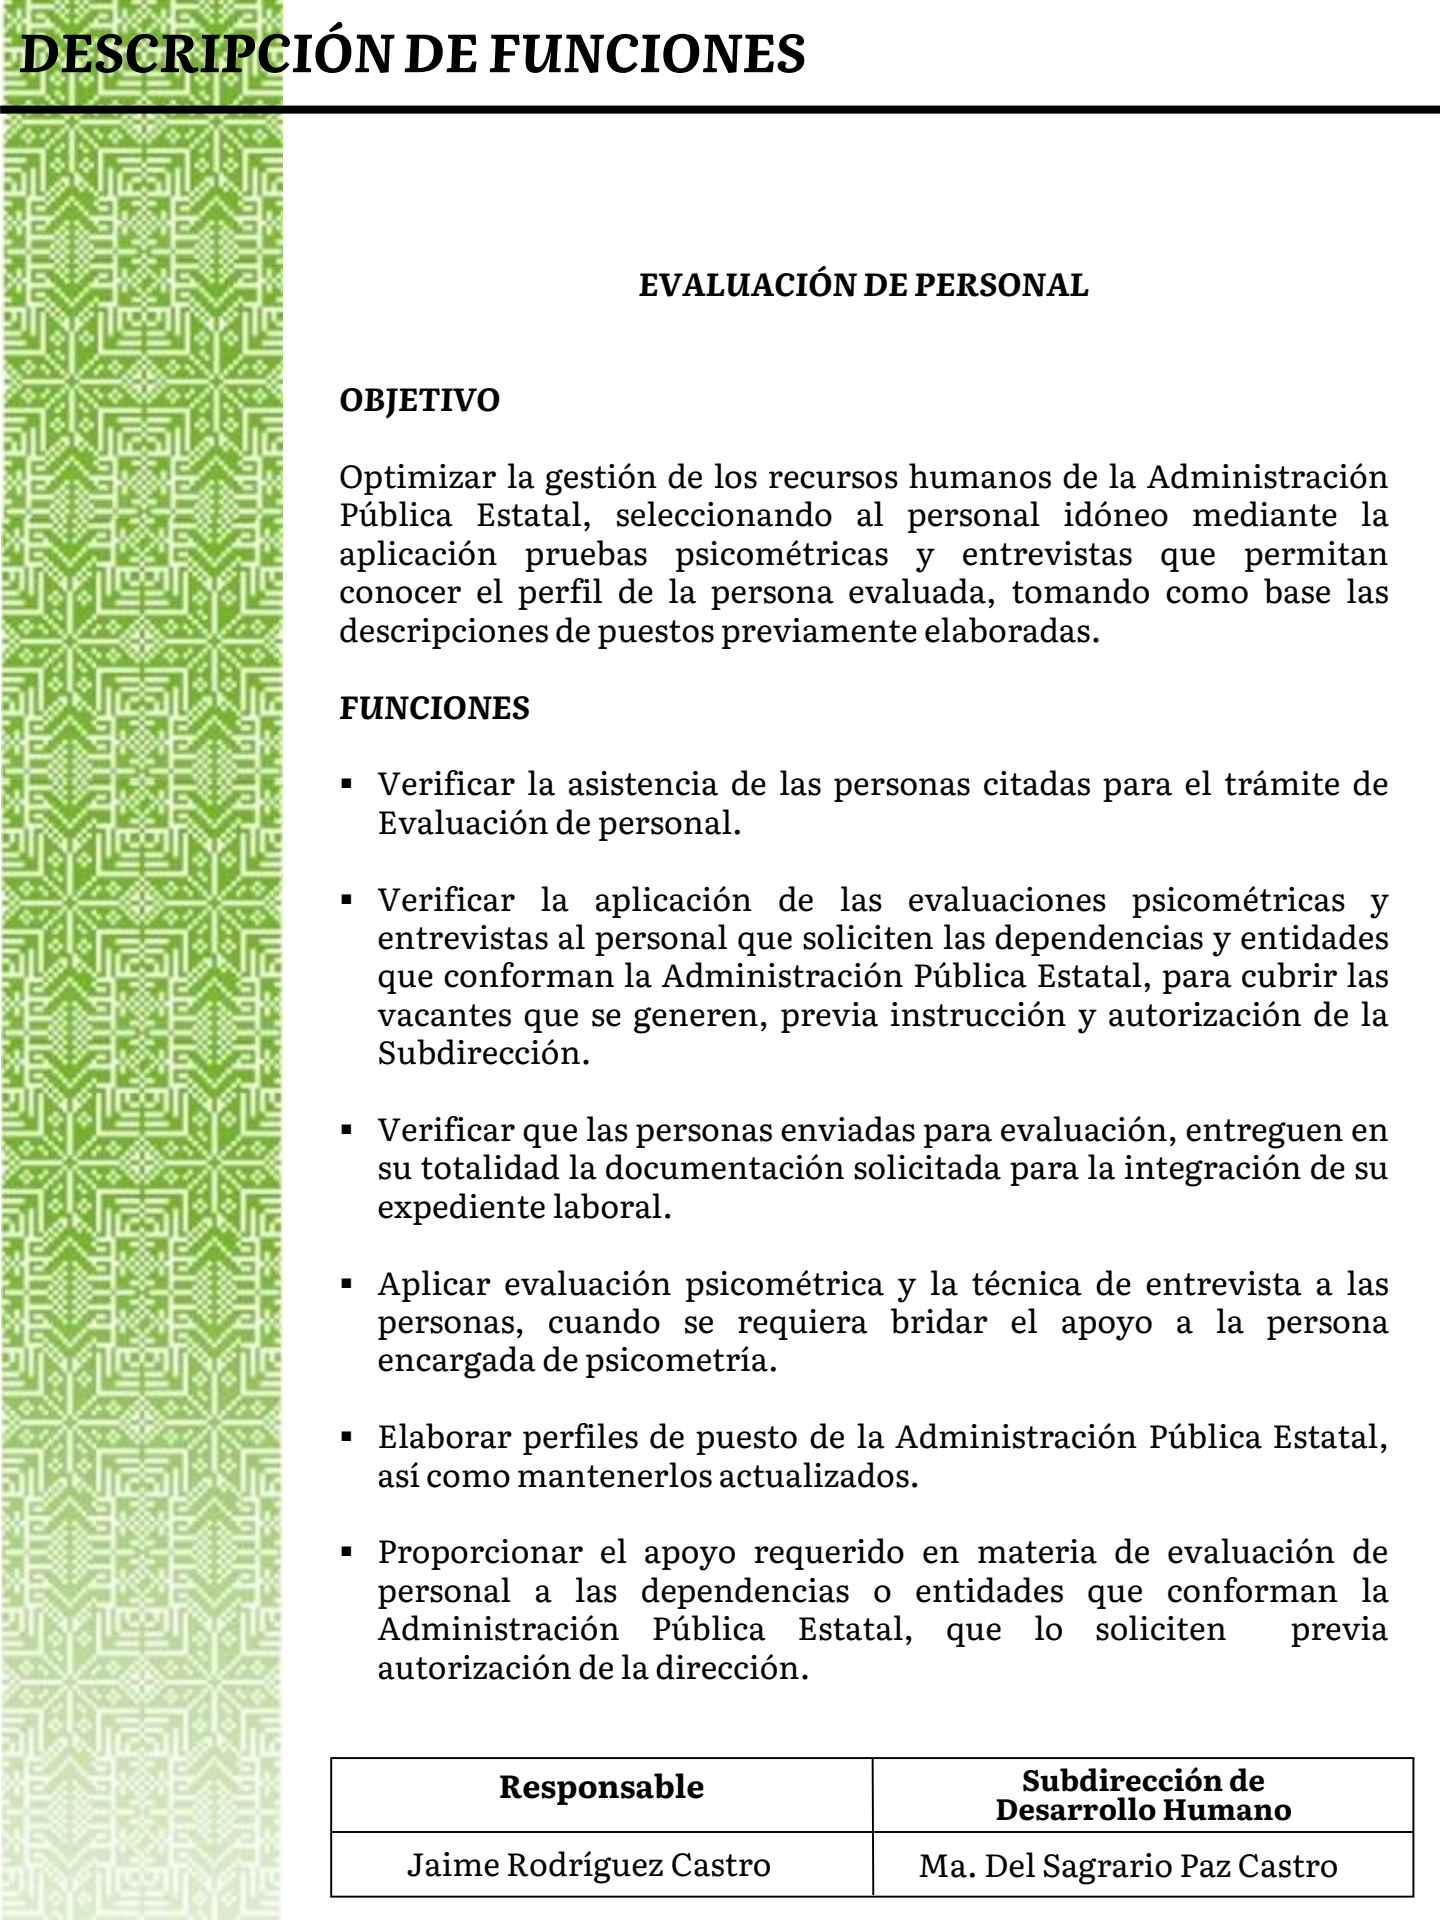 DESCRIPCIÓN DE FUNCIONES
EVALUACIÓN DE PERSONAL
OBJETIVO
Optimizar la gestión de los recursos humanos de la Administración
Pública Estatal, seleccionando al personal idóneo mediante la
aplicación pruebas psicométricas y entrevistas que permitan
conocer el perfil de la persona evaluada, tomando como base las
descripciones de puestos previamente elaboradas.
FUNCIONES
▪ Verificar la asistencia de las personas citadas para el trámite de
Evaluación de personal.
▪ Verificar la aplicación de las evaluaciones psicométricas y
entrevistas al personal que soliciten las dependencias y entidades
que conforman la Administración Pública Estatal, para cubrir las
vacantes que se generen, previa instrucción y autorización de la
Subdirección.
▪ Verificar que las personas enviadas para evaluación, entreguen en
su totalidad la documentación solicitada para la integración de su
expediente laboral.
▪ Aplicar evaluación psicométrica y la técnica de entrevista a las
personas, cuando se requiera bridar el apoyo a la persona
encargada de psicometría.
▪ Elaborar perfiles de puesto de la Administración Pública Estatal,
así como mantenerlos actualizados.
▪ Proporcionar el apoyo requerido en materia de evaluación de
personal a las dependencias o entidades que conforman la
Administración Pública Estatal, que lo soliciten previa
autorización de la dirección.
Responsable
Subdirección de
Desarrollo Humano
Jaime Rodríguez Castro
Ma. Del Sagrario Paz Castro